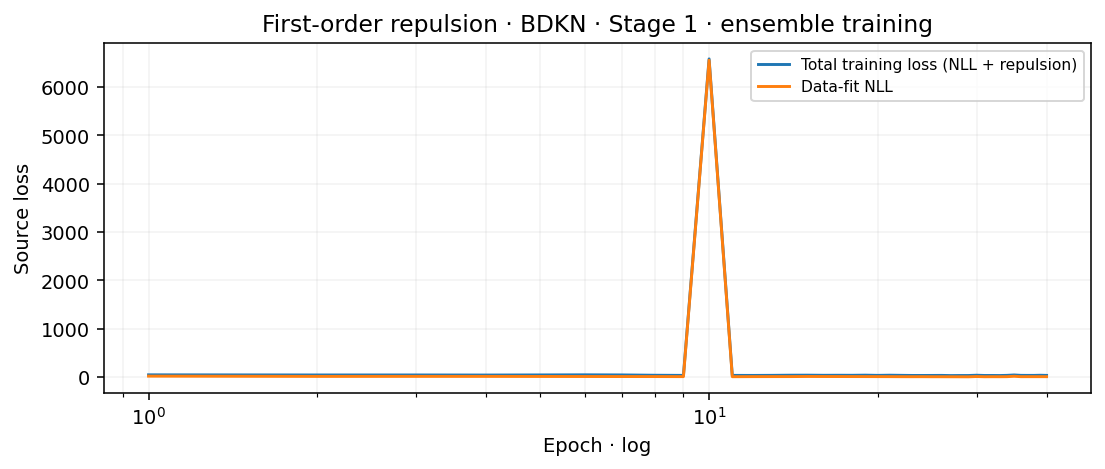 First-order repulsion · BDKN · Stage 1 · ensemble training
Total training loss (NLL + repulsion)
Data-fit NLL
Source loss
6000
5000
4000
3000
2000
1000
0
10⁰
10¹
Epoch · log